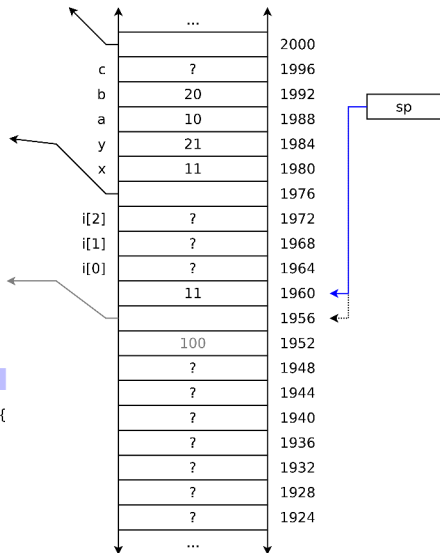 ...
2000
c ? 1996
b 20 1992
a 10 1988
sp
y 21 1984
x 11 1980
1976
i[2] ? 1972
i[1] ? 1968
i[0] ? 1964
11 1960
1956
100 1952
? 1948
? 1944
{ ? 1940
? 1936
? 1932
? 1928
? 1924
...